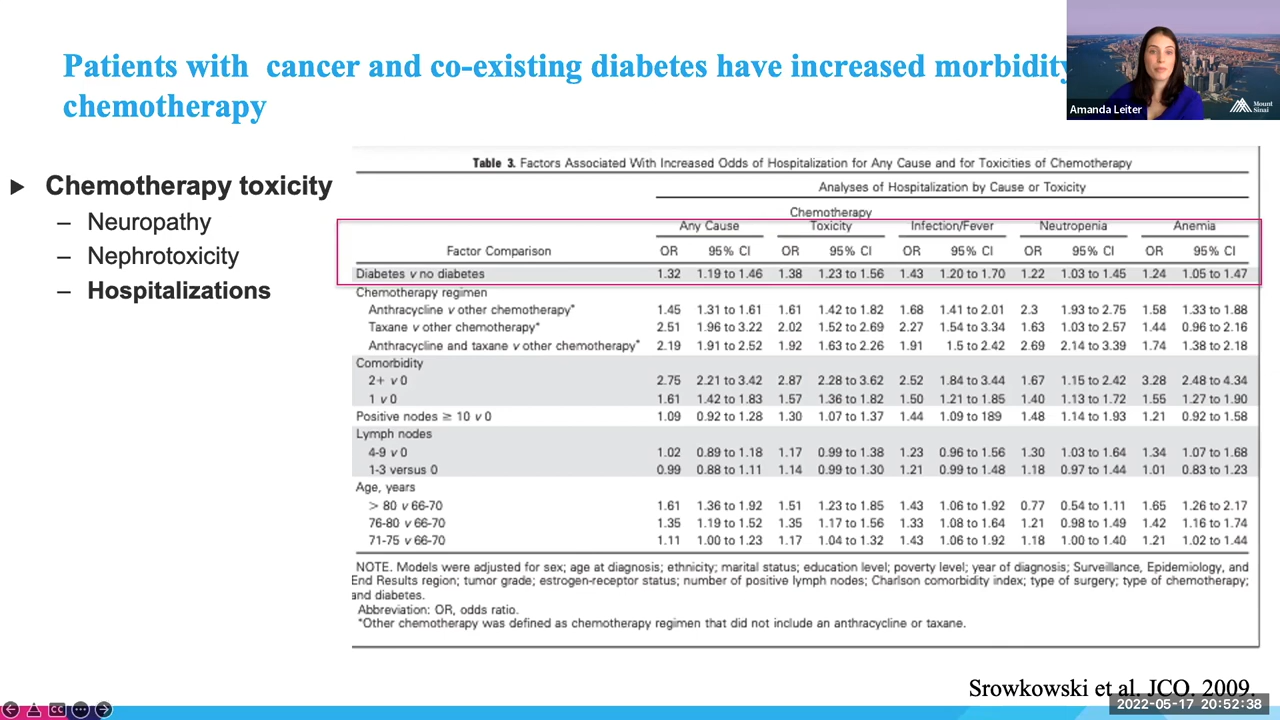 Patients with cancer and co-existing diabetes have increased morbidity
chemotherapy
Amanda Leiter
Mount
Sinai
▶ Chemotherapy toxicity
– Neuropathy
– Nephrotoxicity
– Hospitalizations
Table 3. Factors Associated With Increased Odds of Hospitalization for Any Cause and for Toxicities of Chemotherapy
Analyses of Hospitalization by Cause or Toxicity
Any Cause Chemotherapy Toxicity Infection/Fever Neutropenia Anemia
Factor Comparison OR 95% CI OR 95% CI OR 95% CI OR 95% CI OR 95% CI
Diabetes v no diabetes 1.32 1.19 to 1.46 1.38 1.23 to 1.56 1.43 1.20 to 1.70 1.22 1.03 to 1.45 1.24 1.05 to 1.47
Chemotherapy regimen
Anthracycline v other chemotherapy* 1.45 1.31 to 1.61 1.61 1.42 to 1.82 1.68 1.41 to 2.01 2.3 1.93 to 2.75 1.58 1.33 to 1.88
Taxane v other chemotherapy* 2.51 1.96 to 3.22 2.02 1.52 to 2.69 2.27 1.54 to 3.34 1.63 1.03 to 2.57 1.44 0.96 to 2.16
Anthracycline and taxane v other chemotherapy* 2.19 1.91 to 2.52 1.92 1.63 to 2.26 1.91 1.5 to 2.42 2.69 2.14 to 3.39 1.74 1.38 to 2.18
Comorbidity
2+ v 0 2.75 2.21 to 3.42 2.87 2.28 to 3.62 2.52 1.84 to 3.44 1.67 1.15 to 2.42 3.28 2.48 to 4.34
1 v 0 1.61 1.42 to 1.83 1.57 1.36 to 1.82 1.50 1.21 to 1.85 1.40 1.13 to 1.72 1.55 1.27 to 1.90
Positive nodes ≥ 10 v 0 1.09 0.92 to 1.28 1.30 1.07 to 1.37 1.44 1.09 to 189 1.48 1.14 to 1.93 1.21 0.92 to 1.58
Lymph nodes
4-9 v 0 1.02 0.89 to 1.18 1.17 0.99 to 1.38 1.23 0.96 to 1.56 1.30 1.03 to 1.64 1.34 1.07 to 1.68
1-3 versus 0 0.99 0.88 to 1.11 1.14 0.99 to 1.30 1.21 0.99 to 1.48 1.18 0.97 to 1.44 1.01 0.83 to 1.23
Age, years
> 80 v 66-70 1.61 1.36 to 1.92 1.51 1.23 to 1.85 1.43 1.06 to 1.92 0.77 0.54 to 1.11 1.65 1.26 to 2.17
76-80 v 66-70 1.35 1.19 to 1.52 1.35 1.17 to 1.56 1.33 1.08 to 1.64 1.21 0.98 to 1.49 1.42 1.16 to 1.74
71-75 v 66-70 1.11 1.00 to 1.23 1.17 1.04 to 1.32 1.43 1.06 to 1.92 1.18 1.00 to 1.40 1.21 1.02 to 1.44
NOTE. Models were adjusted for sex; age at diagnosis; ethnicity; marital status; education level; poverty level; year of diagnosis; Surveillance, Epidemiology, and
End Results region; tumor grade; estrogen-receptor status; number of positive lymph nodes; Charlson comorbidity index; type of surgery; type of chemotherapy;
and diabetes.
Abbreviation: OR, odds ratio.
*Other chemotherapy was defined as chemotherapy regimen that did not include an anthracycline or taxane.
Srowkowski et al. JCO. 2009.
CC
2022-05-17 20:52:38